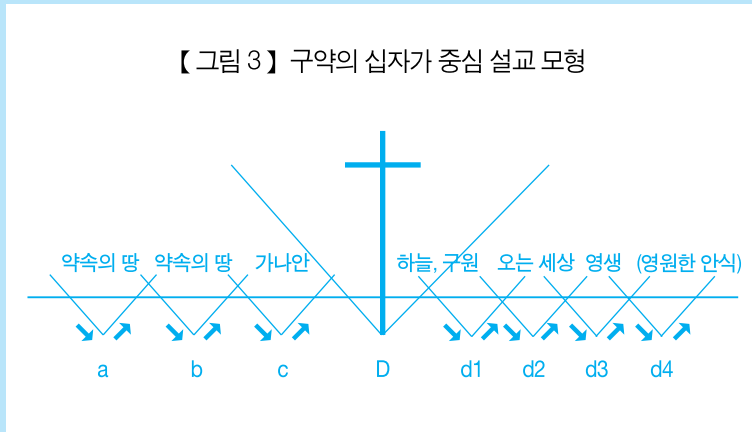 【 그림 3 】 구약의 십자가 중심 설교 모형
약속의 땅 약속의 땅 가나안 하늘, 구원 오는 세상 영생 (영원한 안식)
a b c D d1 d2 d3 d4